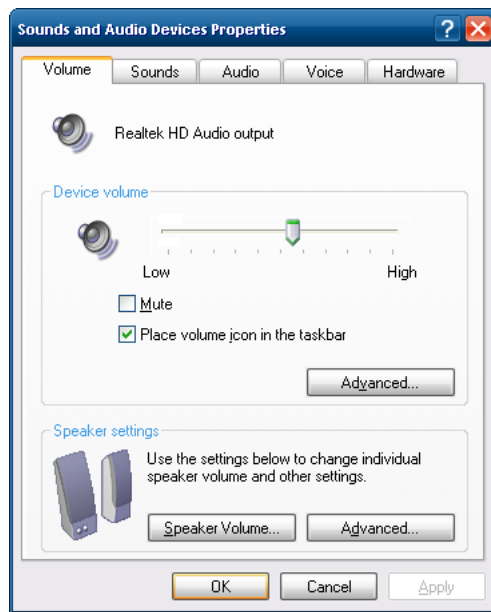 Sounds and Audio Devices Properties
Volume Sounds Audio Voice Hardware
Realtek HD Audio output
Device volume
Low High
Mute
Place volume icon in the taskbar
Advanced...
Speaker settings
Use the settings below to change individual
speaker volume and other settings.
Speaker Volume... Advanced...
OK Cancel Apply